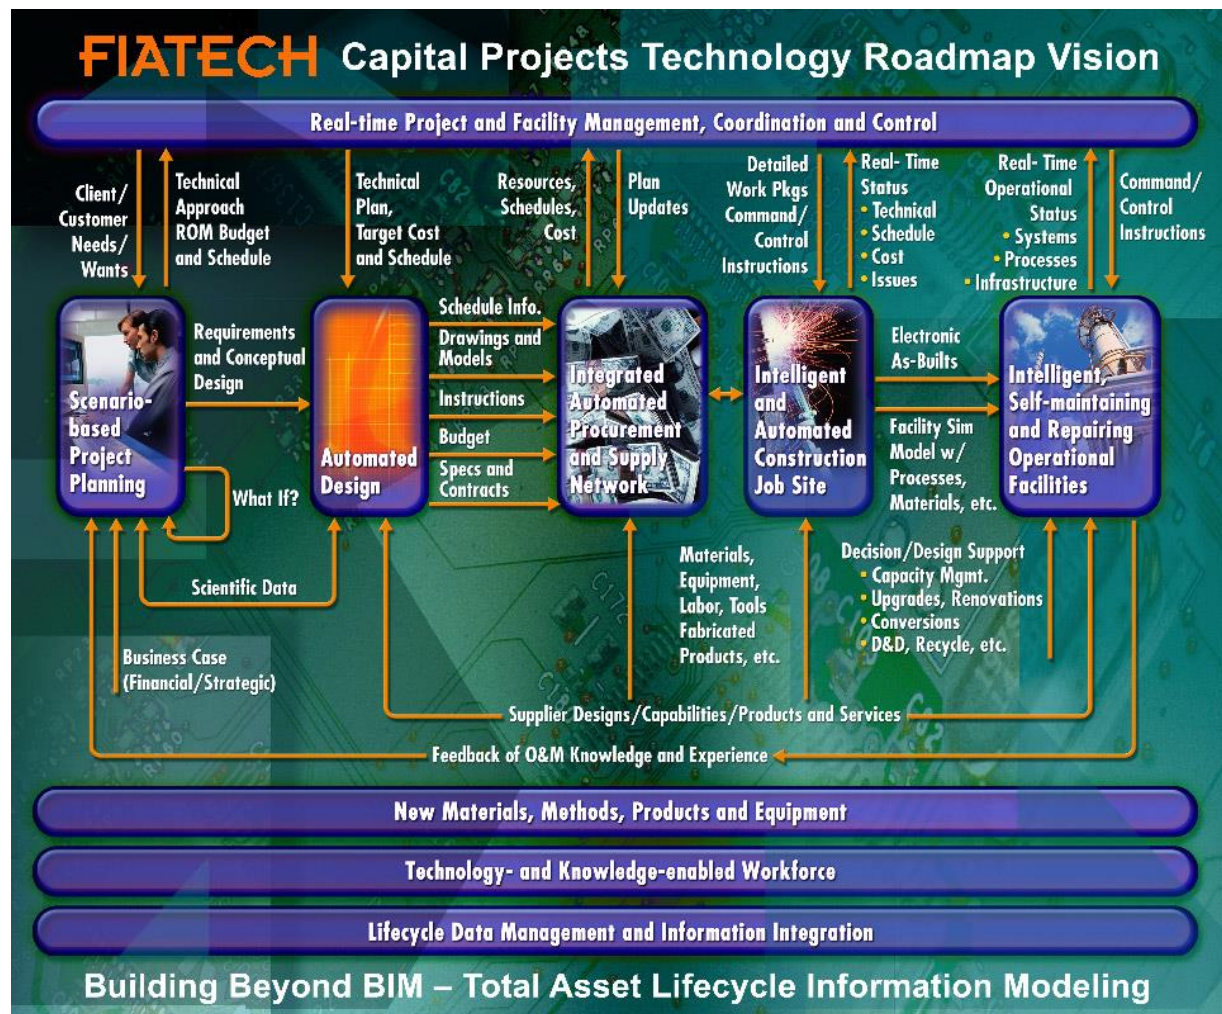 FIATECH Capital Projects Technology Roadmap Vision
Real-time Project and Facility Management, Coordination and Control
Client/
Customer
Needs/
Wants
Technical
Approach
ROM Budget
and Schedule
Technical
Plan,
Target Cost
and Schedule
Resources,
Schedules,
Cost
Plan
Updates
Detailed
Work Pkgs
Command/
Control
Instructions
Real- Time
Status
• Technical
• Schedule
• Cost
• Issues
Real- Time
Operational
Status
• Systems
• Processes
• Infrastructure
Command/
Control
Instructions
Scenario-
based
Project
Planning
Requirements
and Conceptual
Design
What If?
Automated
Design
Schedule Info.
Drawings and
Models
Instructions
Budget
Specs and
Contracts
Integrated
Automated
Procurement
and Supply
Network
Intelligent
and
Automated
Construction
Job Site
Electronic
As-Builts
Facility Sim
Model w/
Processes,
Materials, etc.
Intelligent,
Self-maintaining
and Repairing
Operational
Facilities
Scientific Data
Business Case
(Financial/Strategic)
Materials,
Equipment,
Labor, Tools
Fabricated
Products, etc.
Decision/Design Support
• Capacity Mgmt.
• Upgrades, Renovations
• Conversions
• D&D, Recycle, etc.
Supplier Designs/Capabilities/Products and Services
Feedback of O&M Knowledge and Experience
New Materials, Methods, Products and Equipment
Technology- and Knowledge-enabled Workforce
Lifecycle Data Management and Information Integration
Building Beyond BIM – Total Asset Lifecycle Information Modeling